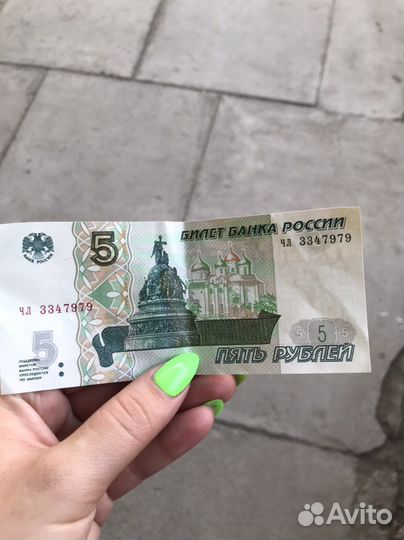 БИЛЕТ БАНКА РОССИИ
чл 3347979
5
БАНК РОССИИ
чл 3347979
5
5 5 5
ПЯТЬ РУБЛЕЙ
ПОДДЕЛКА
БИЛЕТОВ
БАНКА РОССИИ
ПРЕСЛЕДУЕТСЯ
ПО ЗАКОНУ
Avito